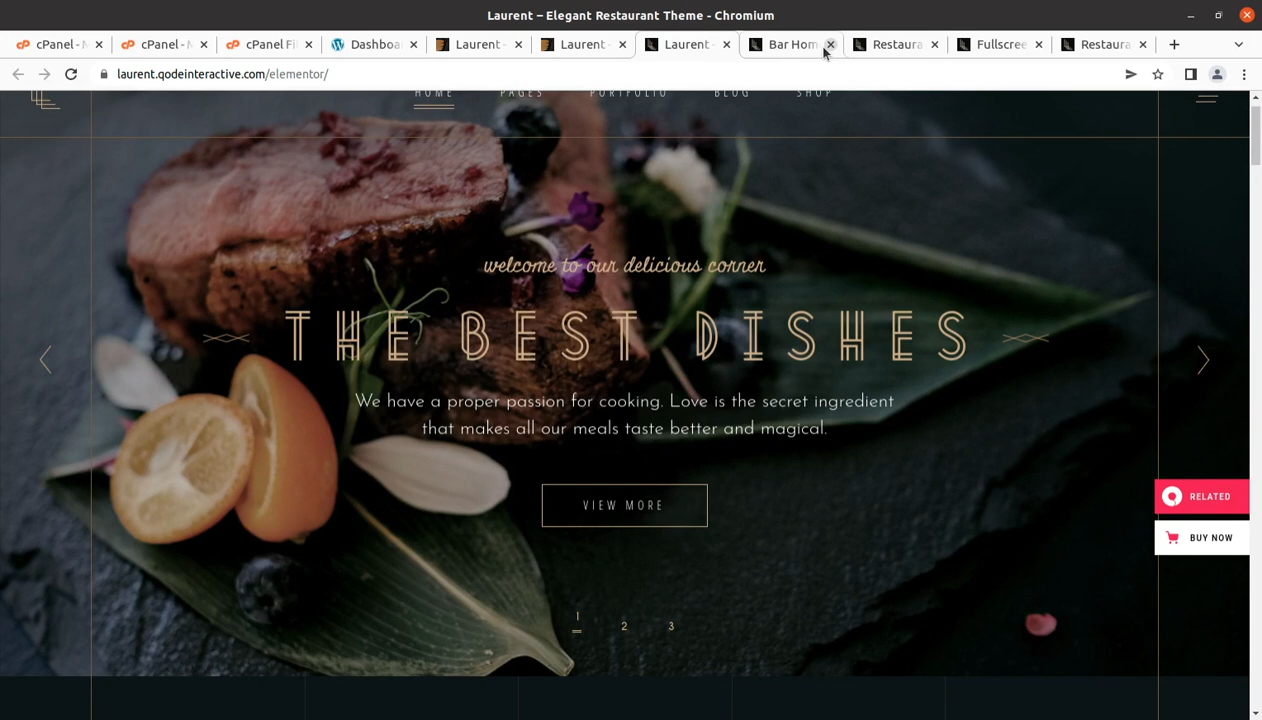 Laurent – Elegant Restaurant Theme - Chromium
cPanel - N
cPanel - N
cPanel Fi
Dashboa
Laurent -
Laurent -
Laurent -
Bar Hom
Restaura
Fullscree
Restaura
laurent.qodeinteractive.com/elementor/
HOME
PAGES
PORTFOLIO
BLOG
SHOP
welcome to our delicious corner
THE BEST DISHES
We have a proper passion for cooking. Love is the secret ingredient
that makes all our meals taste better and magical.
VIEW MORE
RELATED
BUY NOW
1
2
3